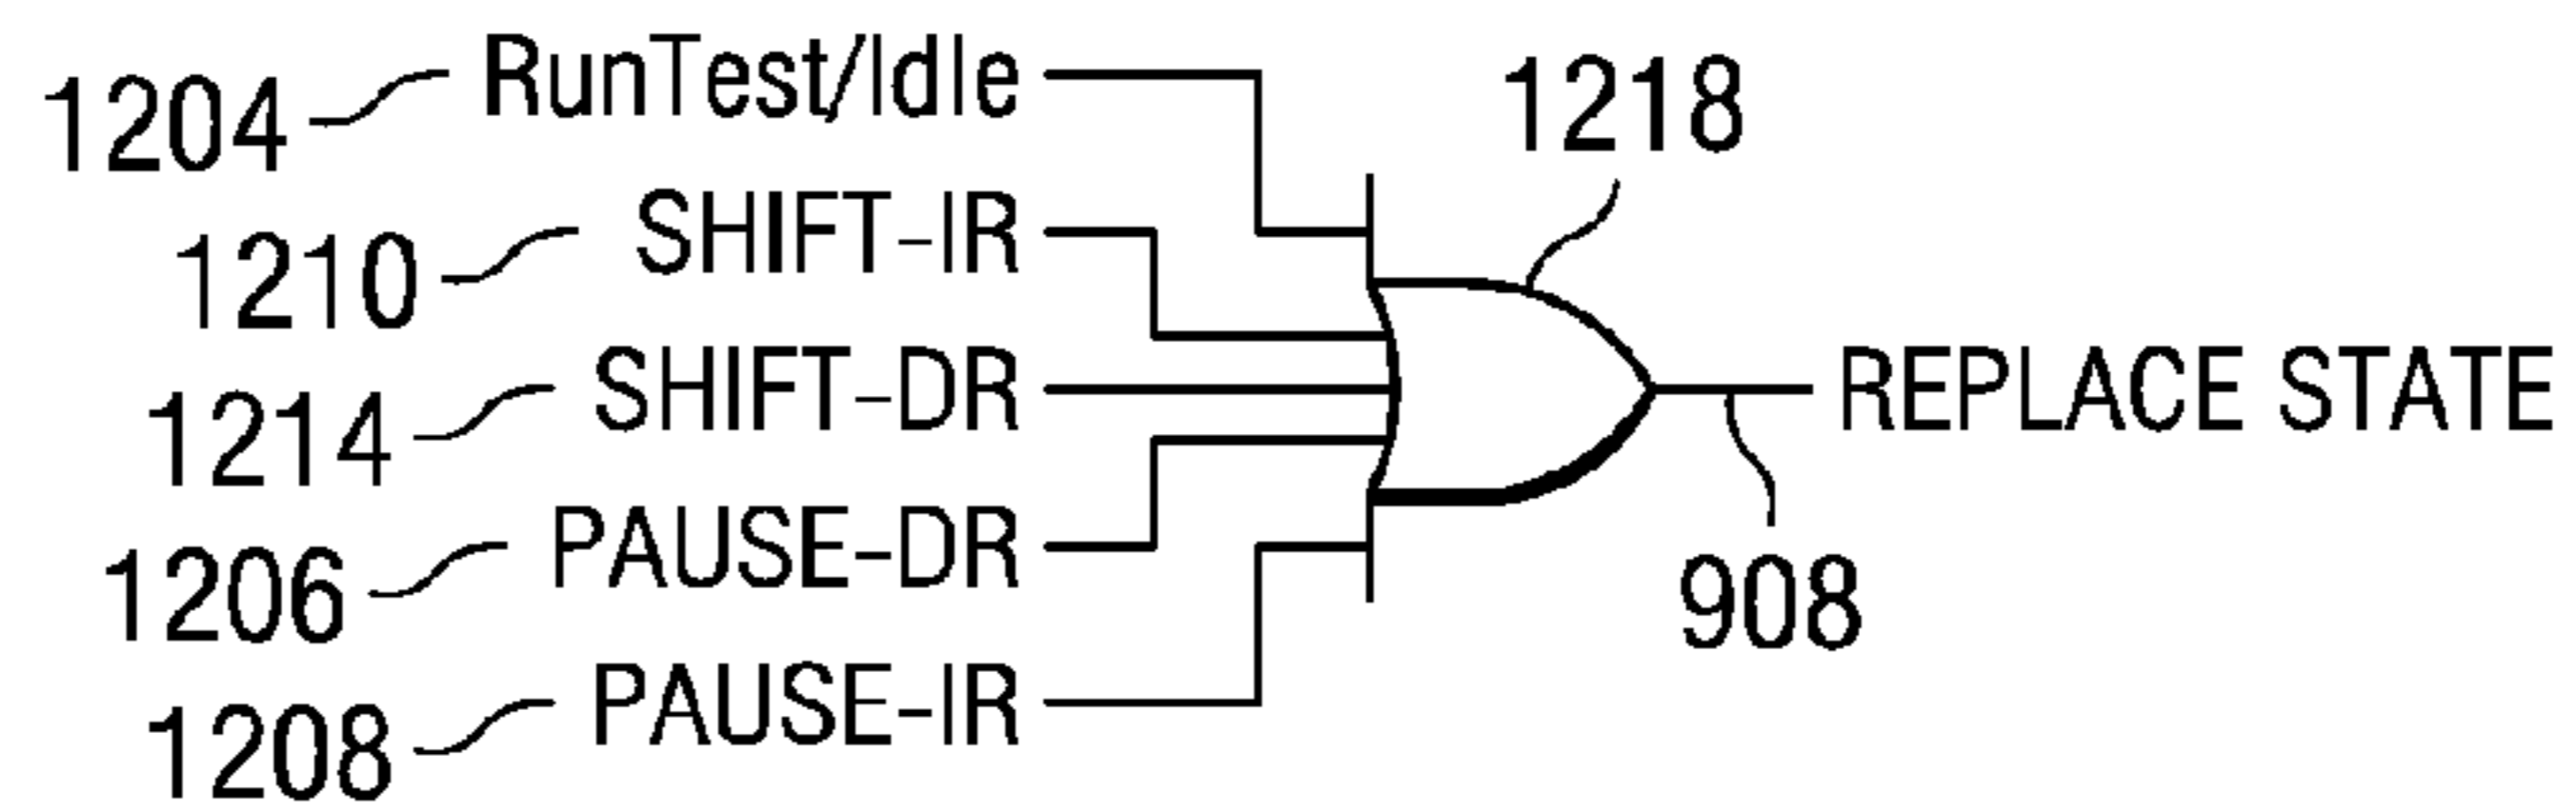 1204 RunTest/Idle
1218
1210 SHIFT-IR
1214 SHIFT-DR
REPLACE STATE
1206 PAUSE-DR
908
1208 PAUSE-IR